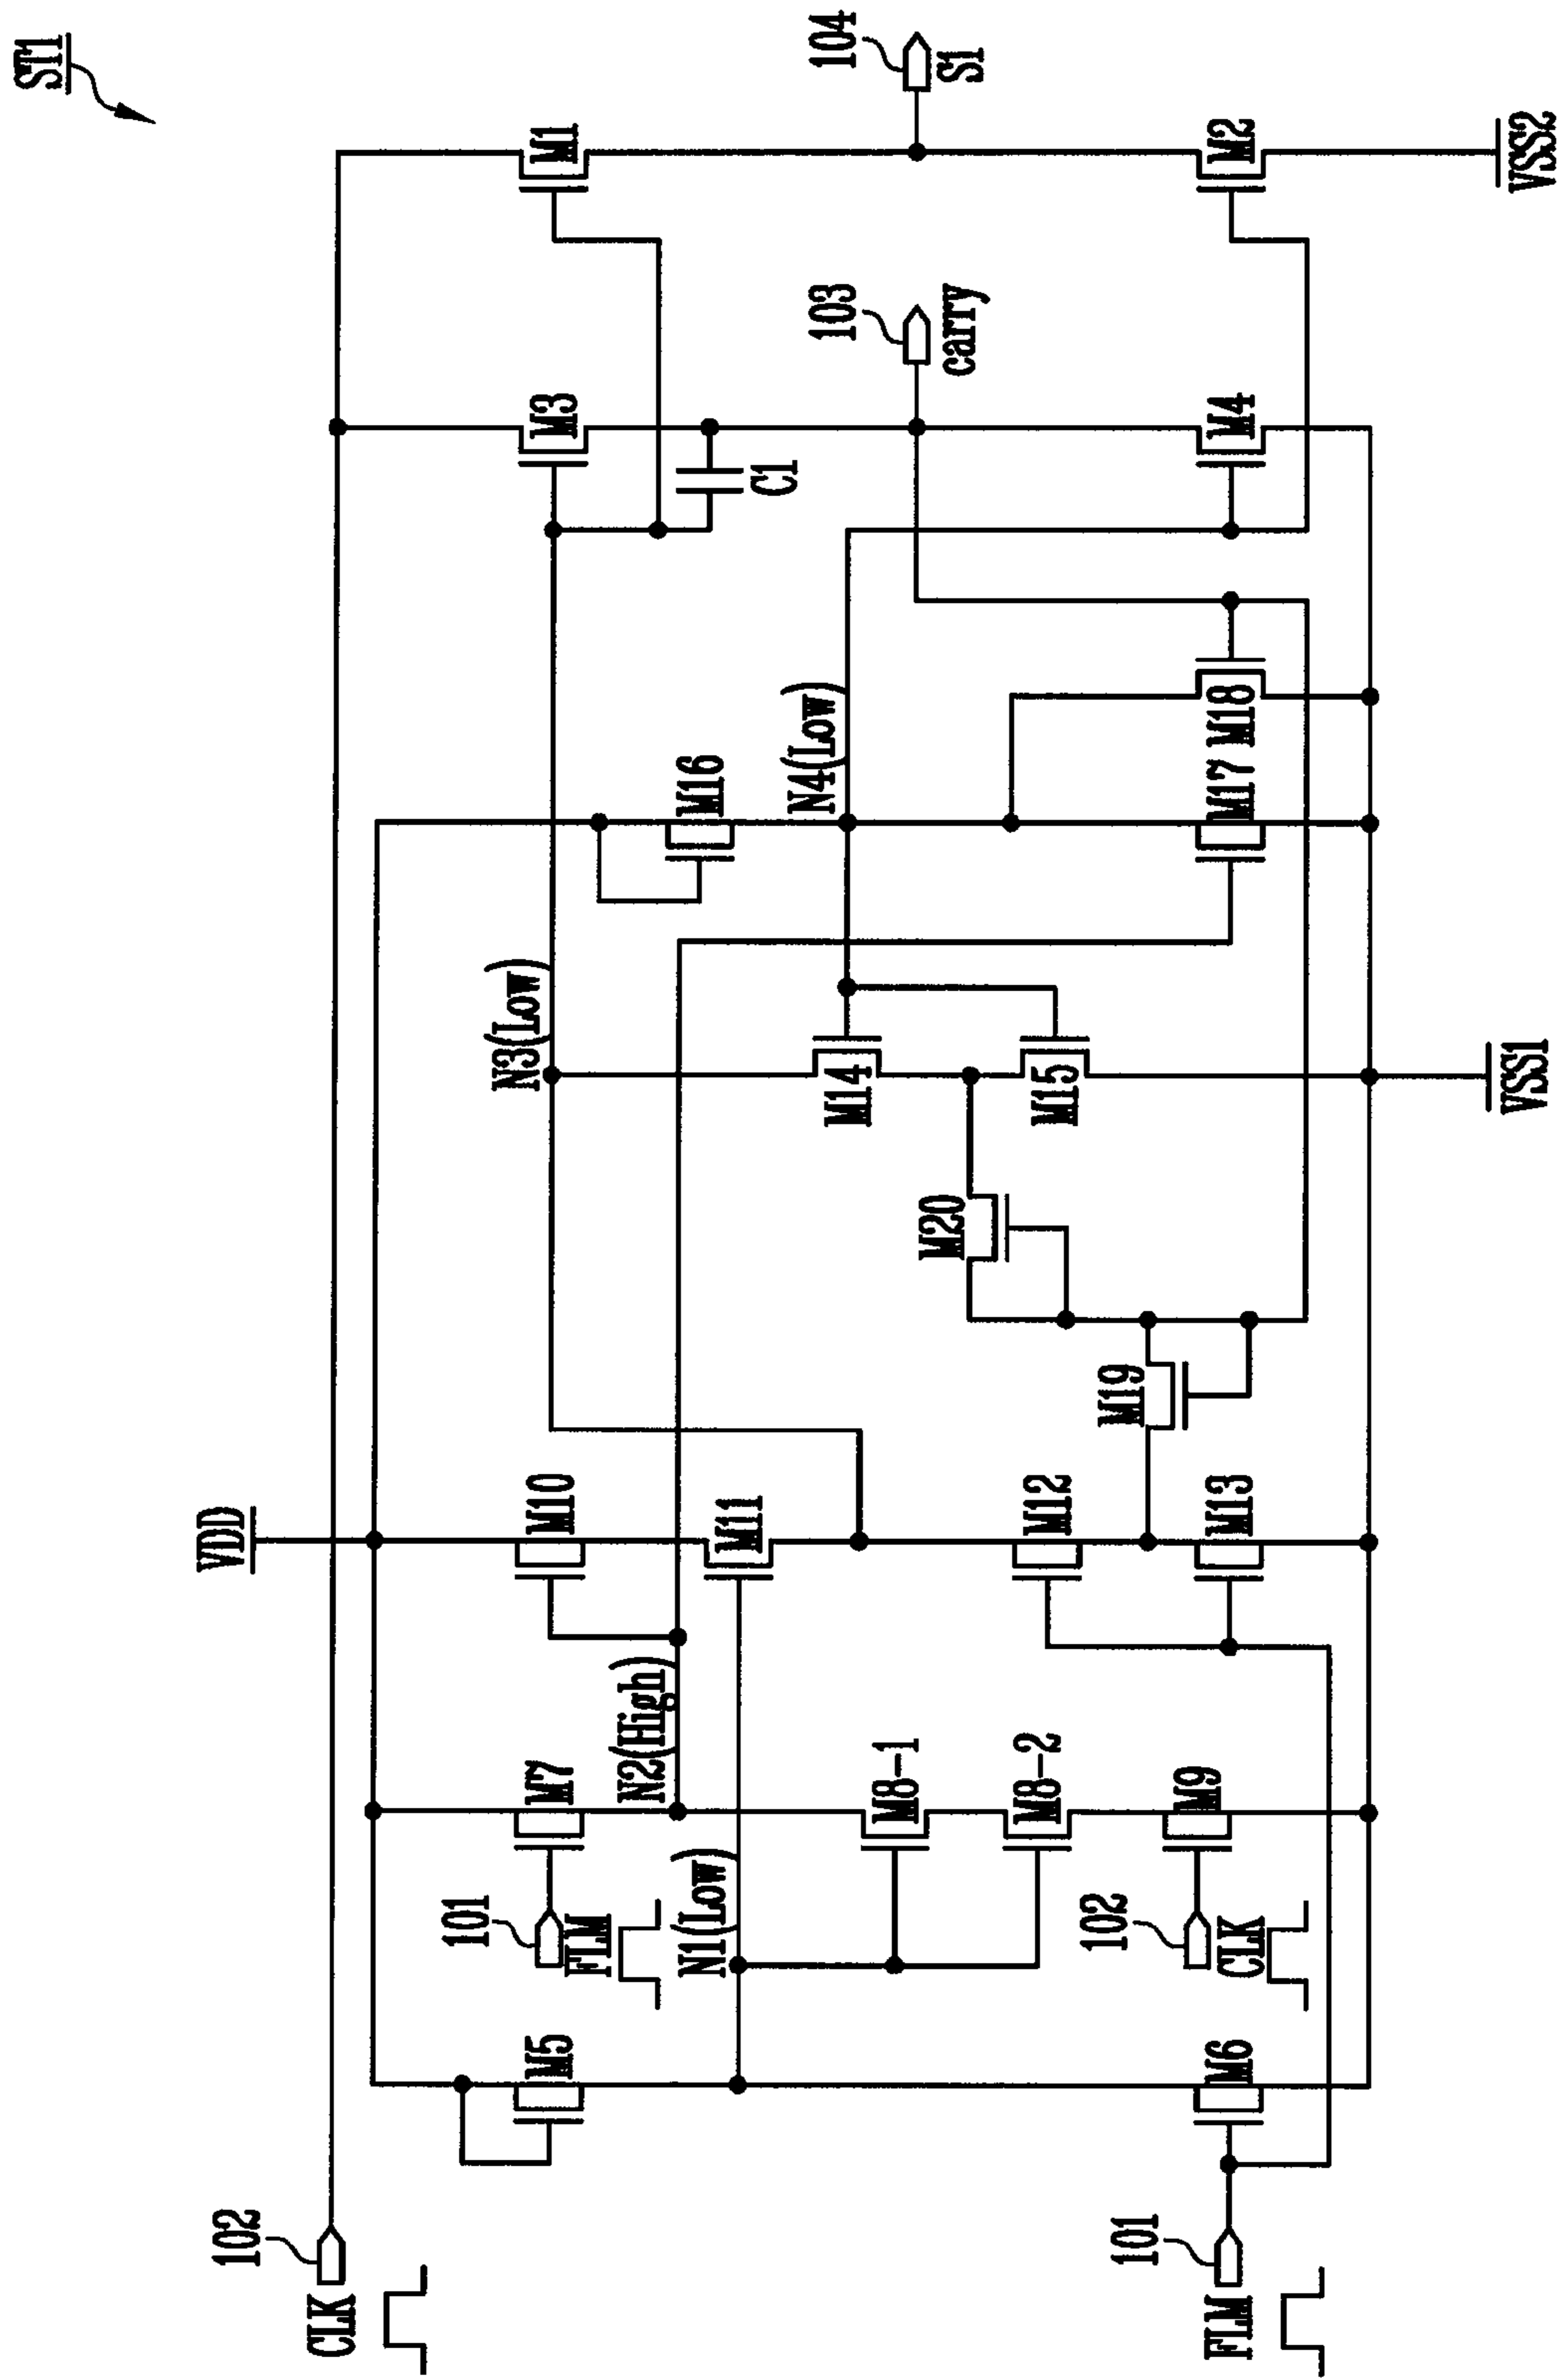 ST1
102
CLK
VDD
M5
M7
101
FLM
N2(High)
M10
M11
N3(Low)
M16
M3
M1
C1
N1(Low)
M8-1
M8-2
M9
102
CLK
M12
M13
M19
M20
M14
M15
N4(Low)
M17
M18
103
carry
104
S1
M4
M2
101
FLM
M6
VSS1
VSS2